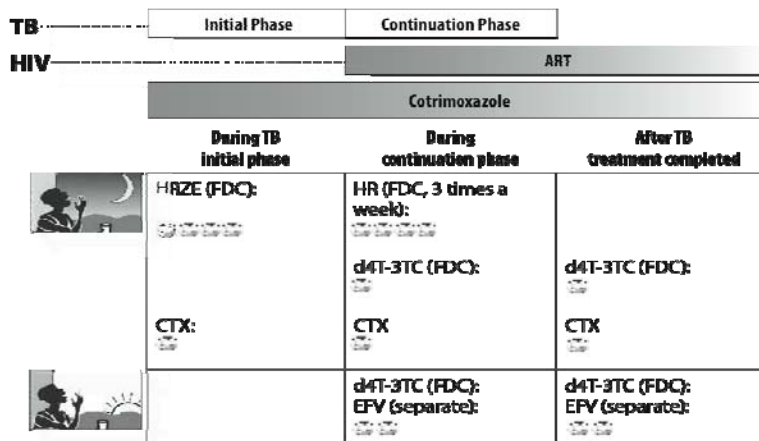 TB
Initial Phase
Continuation Phase
HIV
ART
Cotrimoxazole
During TB
initial phase
During
continuation phase
After TB
treatment completed
HRZE (FDC):
HR (FDC, 3 times a
week):
d4T-3TC (FDC):
d4T-3TC (FDC):
CTX:
CTX
CTX
d4T-3TC (FDC):
EFV (separate):
d4T-3TC (FDC):
EFV (separate):